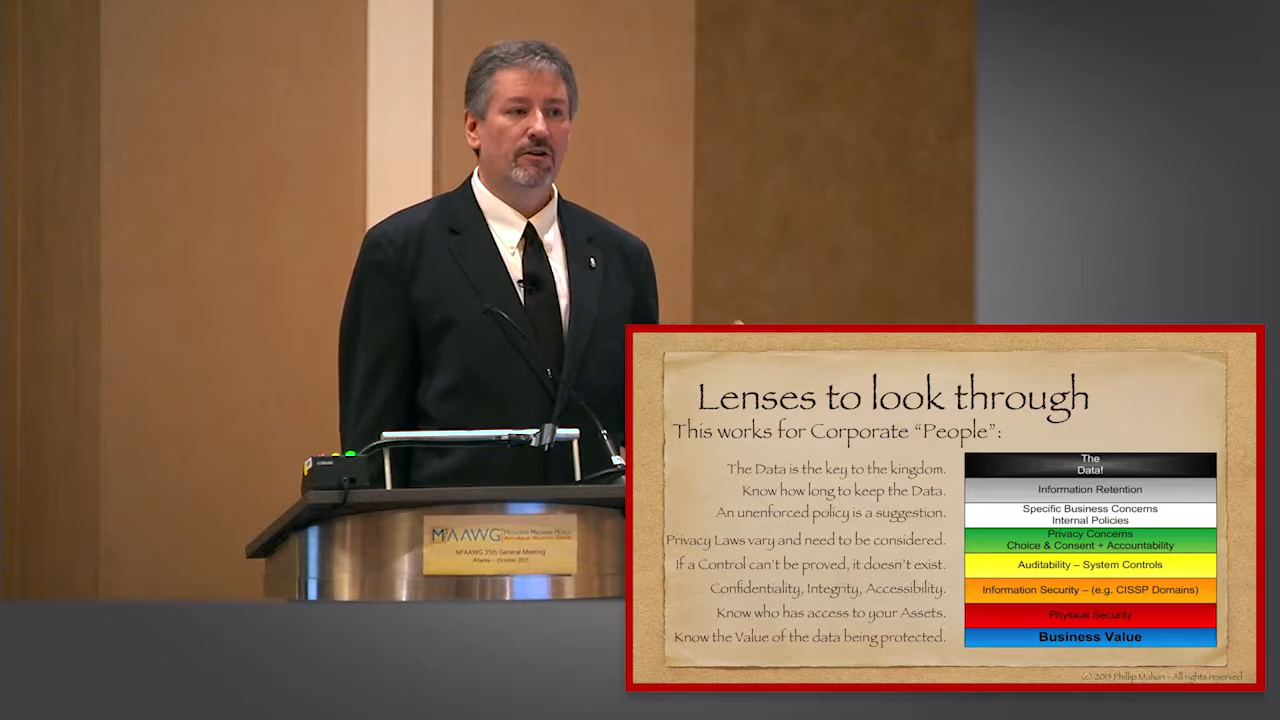 M³AAWG
M³AAWG 35th General Meeting
Atlanta – October 2015
Lenses to look through
This works for Corporate “People”:
The Data is the key to the kingdom.
Know how long to keep the Data.
An unenforced policy is a suggestion.
Privacy Laws vary and need to be considered.
If a Control can't be proved, it doesn't exist.
Confidentiality, Integrity, Accessibility.
Know who has access to your Assets.
Know the Value of the data being protected.
The
Data!
Information Retention
Specific Business Concerns
Internal Policies
Privacy Concerns
Choice & Consent + Accountability
Auditability – System Controls
Information Security – (e.g. CISSP Domains)
Physical Security
Business Value
(c) 2015 Phillip Mahan - All rights reserved